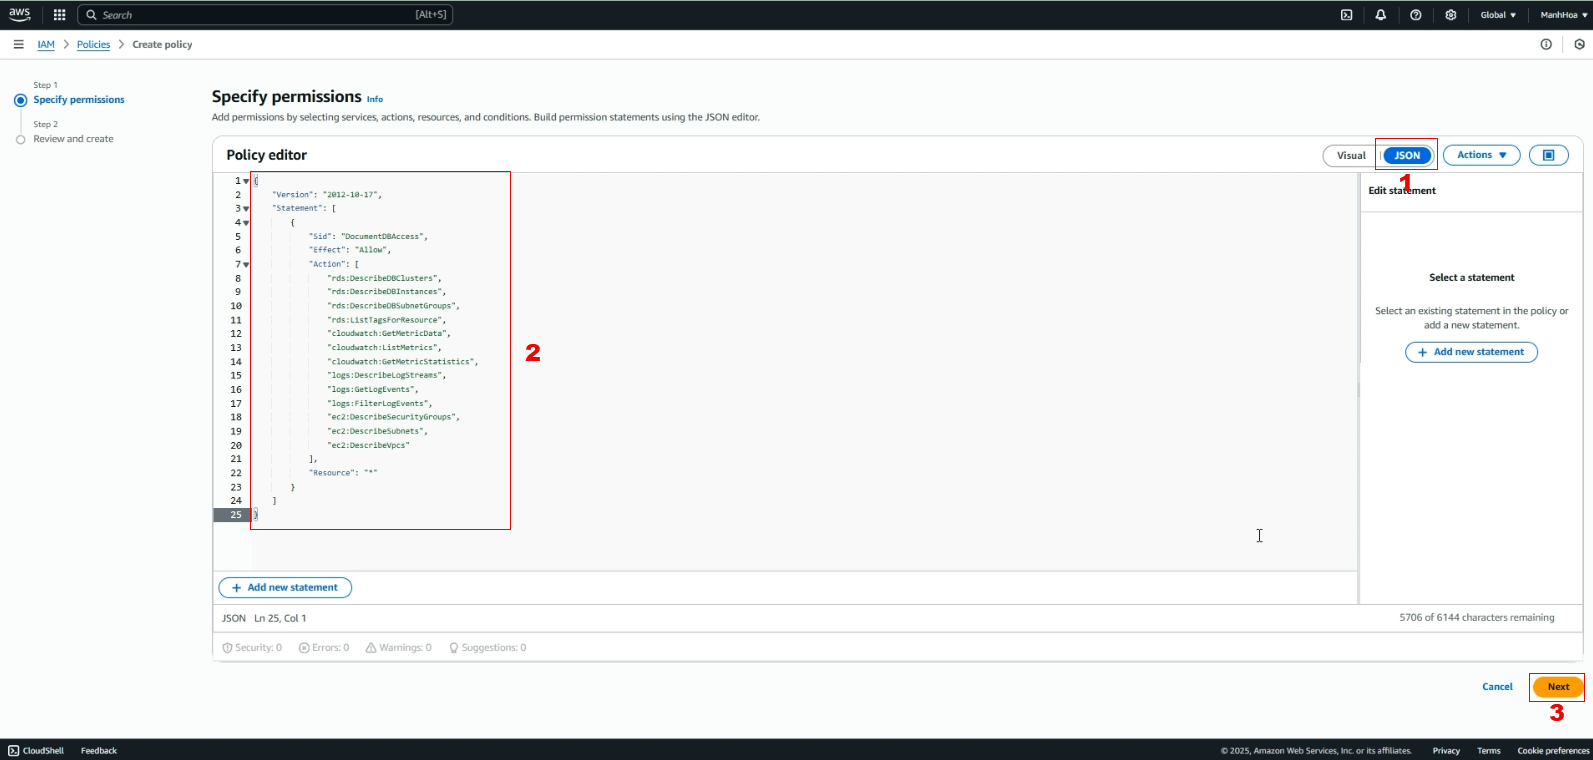 aws
Search
[Alt+S]
Global
ManhHoa
IAM > Policies > Create policy
Step 1
Specify permissions
Step 2
Review and create
Specify permissions Info
Add permissions by selecting services, actions, resources, and conditions. Build permission statements using the JSON editor.
Policy editor
Visual
JSON
Actions
1
1 {
2 "Version": "2012-10-17",
3 "Statement": [
4 {
5 "Sid": "DocumentDBAccess",
6 "Effect": "Allow",
7 "Action": [
8 "rds:DescribeDBClusters",
9 "rds:DescribeDBInstances",
10 "rds:DescribeDBSubnetGroups",
11 "rds:ListTagsForResource",
12 "cloudwatch:GetMetricData",
13 "cloudwatch:ListMetrics",
14 "cloudwatch:GetMetricStatistics",
15 "logs:DescribeLogStreams",
16 "logs:GetLogEvents",
17 "logs:FilterLogEvents",
18 "ec2:DescribeSecurityGroups",
19 "ec2:DescribeSubnets",
20 "ec2:DescribeVpcs"
21 ],
22 "Resource": "*"
23 }
24 ]
25 }
2
Edit statement
Select a statement
Select an existing statement in the policy or
add a new statement.
+ Add new statement
+ Add new statement
JSON Ln 25, Col 1
5706 of 6144 characters remaining
Security: 0
Errors: 0
Warnings: 0
Suggestions: 0
Cancel
Next
3
CloudShell
Feedback
© 2025, Amazon Web Services, Inc. or its affiliates.
Privacy
Terms
Cookie preferences